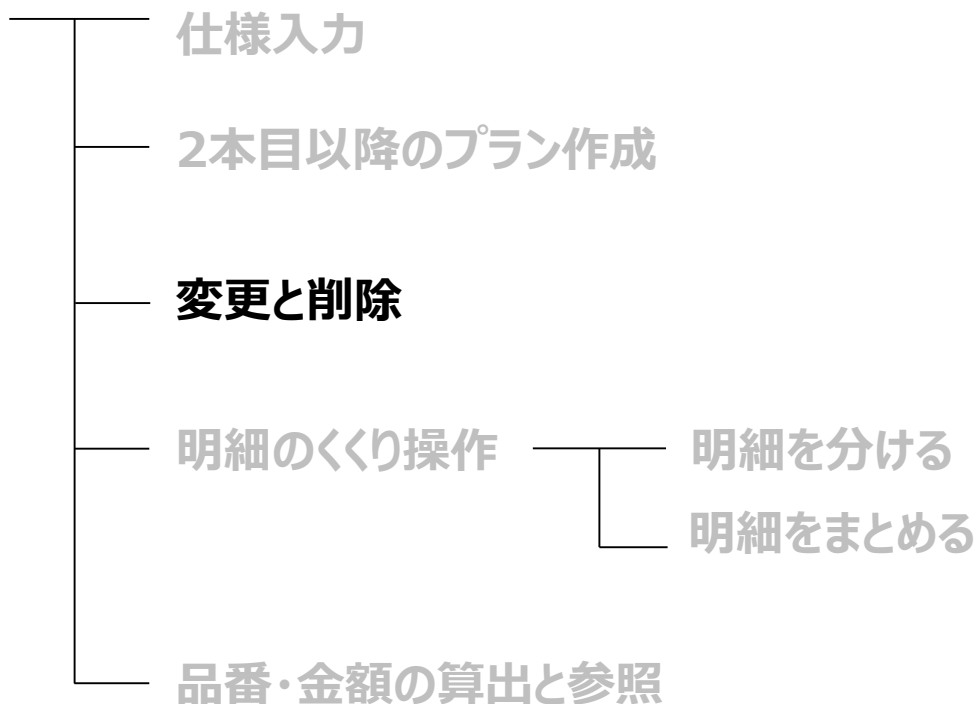 仕様入力
2本目以降のプラン作成
変更と削除
明細のくくり操作
明細を分ける
明細をまとめる
品番・金額の算出と参照